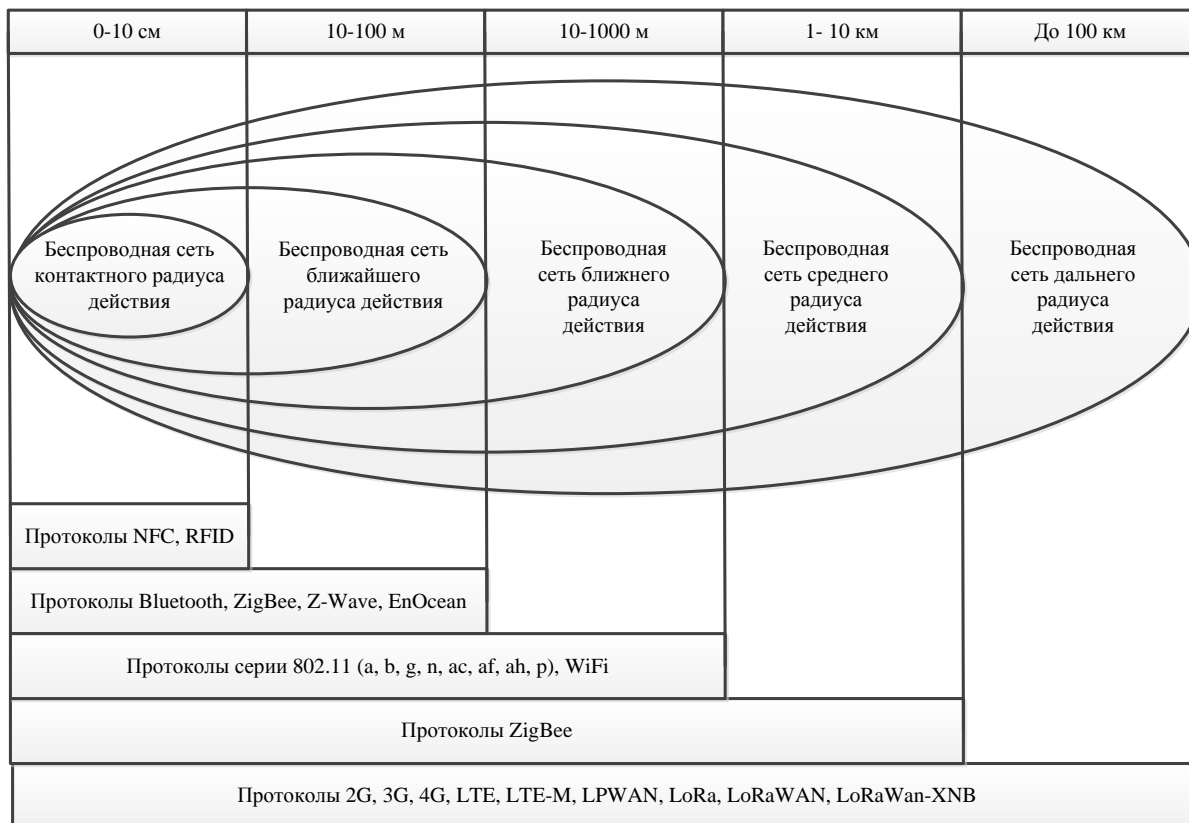 0-10 см
10-100 м
10-1000 м
1- 10 км
До 100 км
Беспроводная сеть
контактного радиуса
действия
Беспроводная сеть
ближайшего
радиуса действия
Беспроводная
сеть ближнего
радиуса
действия
Беспроводная
сеть среднего
радиуса
действия
Беспроводная
сеть дальнего
радиуса
действия
Протоколы NFC, RFID
Протоколы Bluetooth, ZigBee, Z-Wave, EnOcean
Протоколы серии 802.11 (a, b, g, n, ac, af, ah, p), WiFi
Протоколы ZigBee
Протоколы 2G, 3G, 4G, LTE, LTE-M, LPWAN, LoRa, LoRaWAN, LoRaWan-XNB